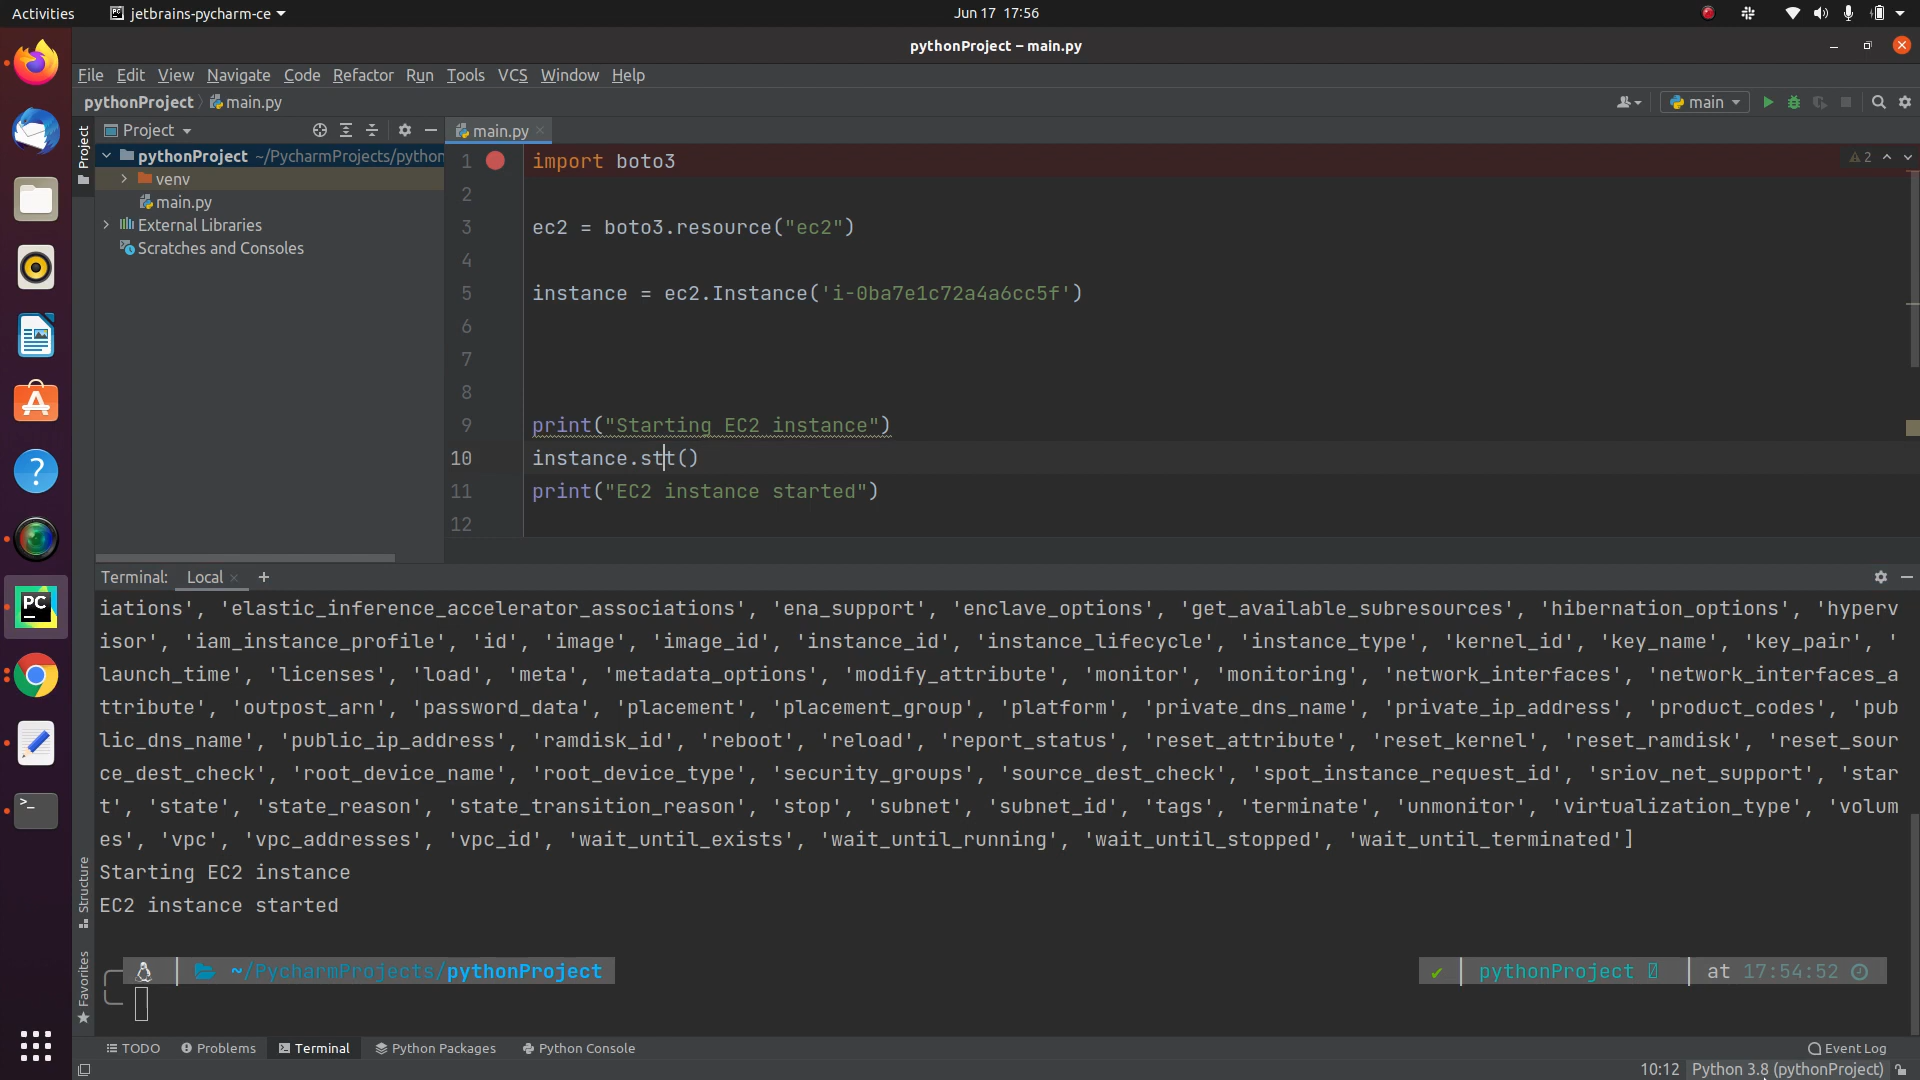 Activities
jetbrains-pycharm-ce
Jun 17 17:56
pythonProject – main.py
File Edit View Navigate Code Refactor Run Tools VCS Window Help
pythonProject main.py
main
Project
main.py
Project
pythonProject ~/PycharmProjects/python
venv
main.py
External Libraries
Scratches and Consoles
2
1 import boto3
2
3 ec2 = boto3.resource("ec2")
4
5 instance = ec2.Instance('i-0ba7e1c72a4a6cc5f')
6
7
8
9 print("Starting EC2 instance")
10 instance.stt()
11 print("EC2 instance started")
12
Terminal: Local
iations', 'elastic_inference_accelerator_associations', 'ena_support', 'enclave_options', 'get_available_subresources', 'hibernation_options', 'hyperv
isor', 'iam_instance_profile', 'id', 'image', 'image_id', 'instance_id', 'instance_lifecycle', 'instance_type', 'kernel_id', 'key_name', 'key_pair', '
launch_time', 'licenses', 'load', 'meta', 'metadata_options', 'modify_attribute', 'monitor', 'monitoring', 'network_interfaces', 'network_interfaces_a
ttribute', 'outpost_arn', 'password_data', 'placement', 'placement_group', 'platform', 'private_dns_name', 'private_ip_address', 'product_codes', 'pub
lic_dns_name', 'public_ip_address', 'ramdisk_id', 'reboot', 'reload', 'report_status', 'reset_attribute', 'reset_kernel', 'reset_ramdisk', 'reset_sour
ce_dest_check', 'root_device_name', 'root_device_type', 'security_groups', 'source_dest_check', 'spot_instance_request_id', 'sriov_net_support', 'star
t', 'state', 'state_reason', 'state_transition_reason', 'stop', 'subnet', 'subnet_id', 'tags', 'terminate', 'unmonitor', 'virtualization_type', 'volum
es', 'vpc', 'vpc_addresses', 'vpc_id', 'wait_until_exists', 'wait_until_running', 'wait_until_stopped', 'wait_until_terminated']
Starting EC2 instance
EC2 instance started
~/PycharmProjects/pythonProject
pythonProject at 17:54:52
Structure
Favorites
TODO Problems Terminal Python Packages Python Console
Event Log
10:12 Python 3.8 (pythonProject)
PC